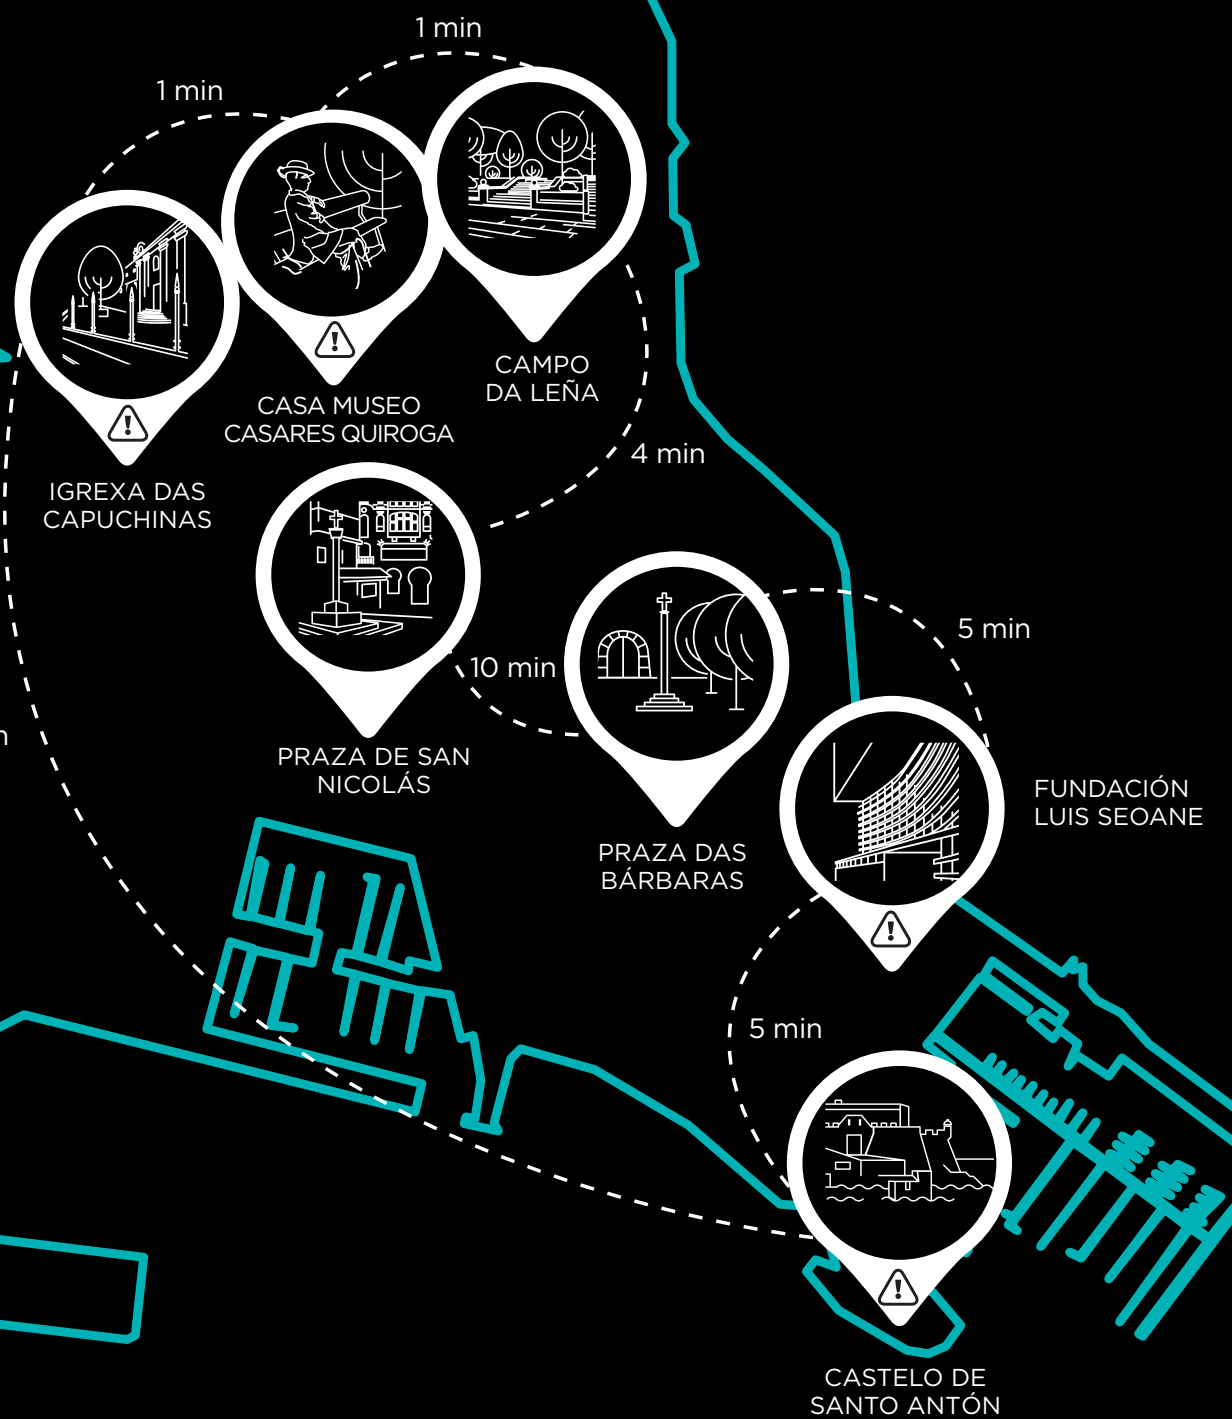 1 min
1 min
CAMPO
DA LEÑA
CASA MUSEO
CASARES QUIROGA
4 min
IGREXA DAS
CAPUCHINAS
5 min
10 min
PRAZA DE SAN
NICOLÁS
FUNDACIÓN
LUIS SEOANE
PRAZA DAS
BÁRBARAS
5 min
CASTELO DE
SANTO ANTÓN